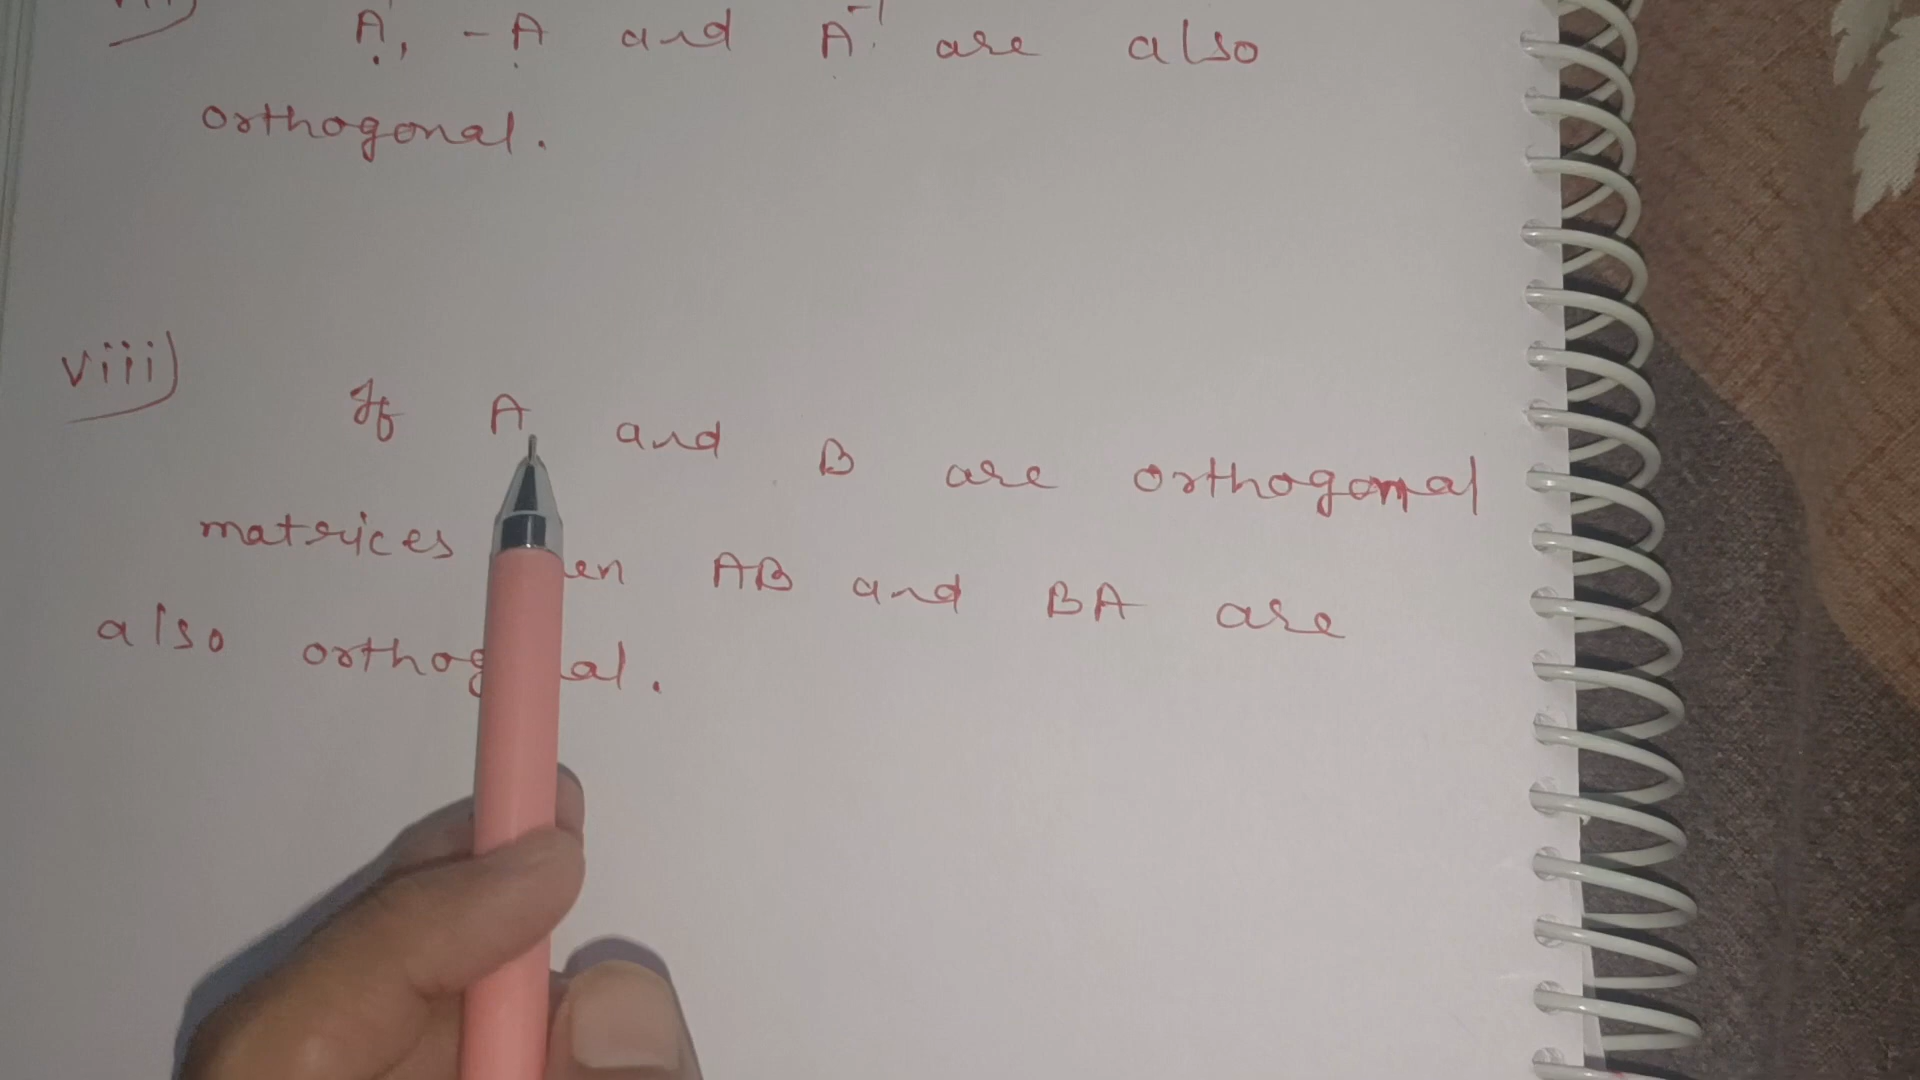 A', -A and A⁻¹ are also
orthogonal.
viii)
If A and B are orthogonal
matrices AB and BA are
also